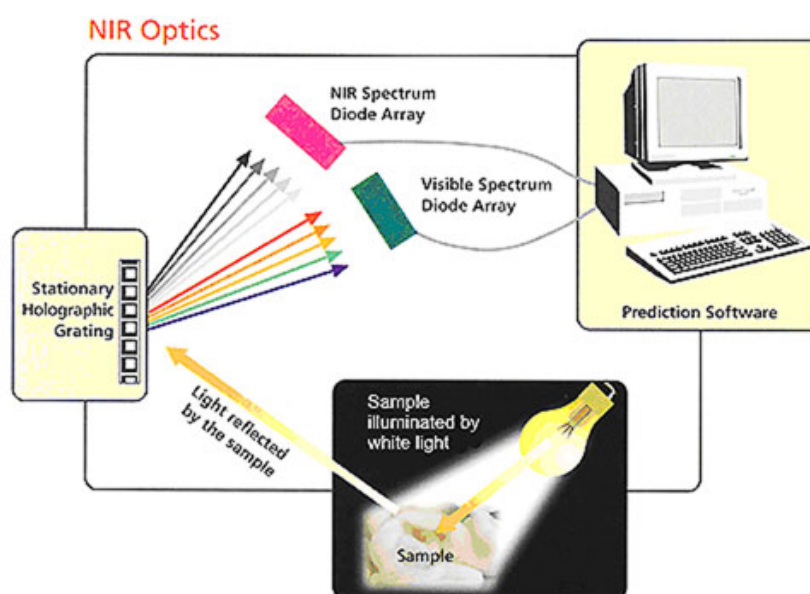 NIR Optics
NIR Spectrum
Diode Array
Visible Spectrum
Diode Array
Stationary
Holographic
Grating
Prediction Software
Light reflected
by the sample
Sample
illuminated by
white light
Sample